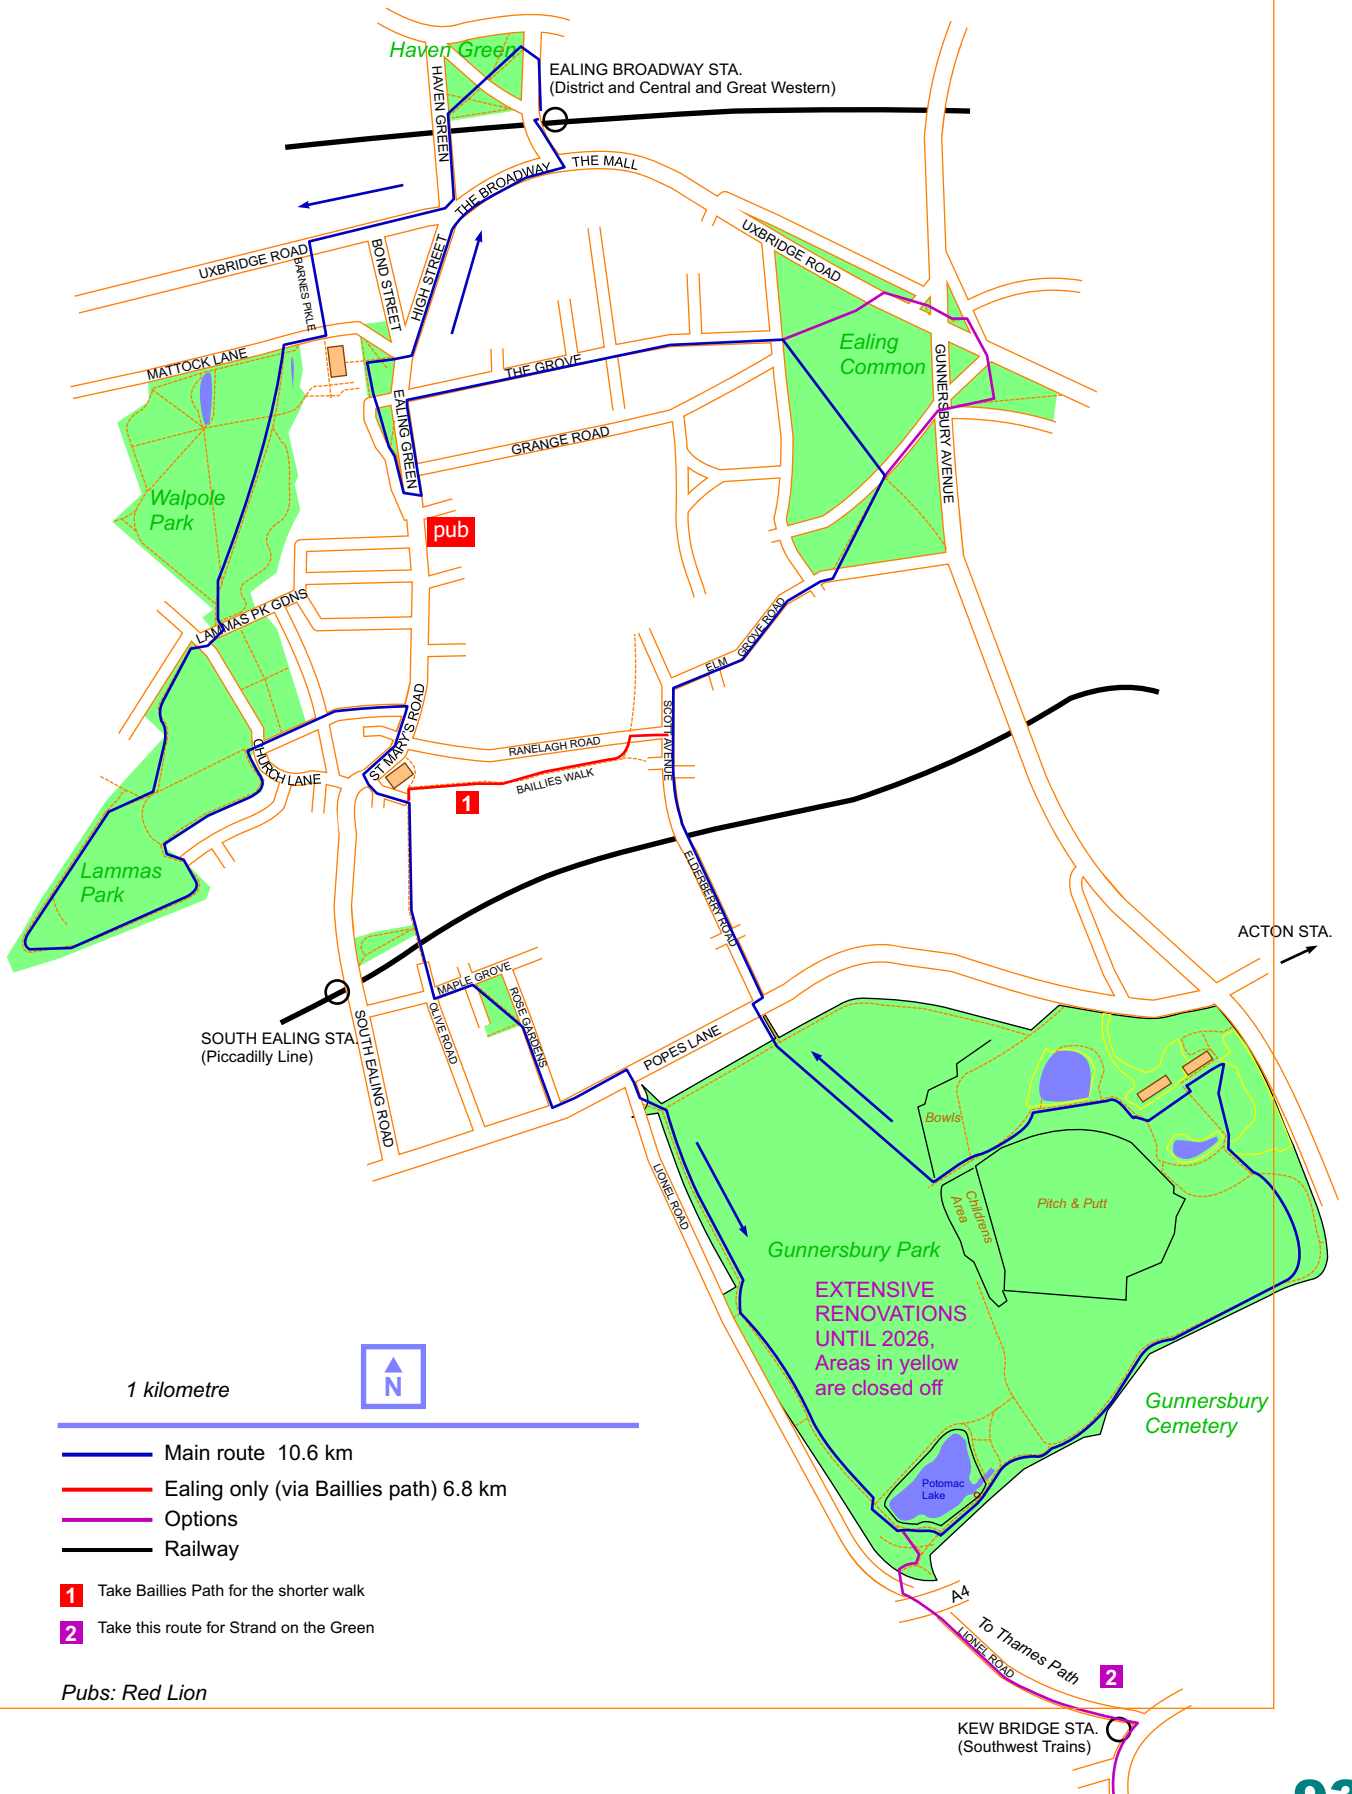 Haven Green
EALING BROADWAY STA.
(District and Central and Great Western)
HAVEN GREEN
THE BROADWAY
THE MALL
UXBRIDGE ROAD
UXBRIDGE ROAD
BARNES PIKLE
BOND STREET
HIGH STREET
MATTOCK LANE
THE GROVE
Ealing
Common
GUNNERSBURY AVENUE
EALING GREEN
GRANGE ROAD
Walpole
Park
pub
LAMMAS PK GDNS
ELM
GROVE ROAD
SCOTT AVENUE
ST MARY'S ROAD
RANELAGH ROAD
BAILLIES WALK
CHURCH LANE
1
Lammas
Park
ELDERBERRY ROAD
ACTON STA.
MAPLE GROVE
ROSE GARDENS
OLIVE ROAD
SOUTH EALING STA.
(Piccadilly Line)
SOUTH EALING ROAD
POPES LANE
Bowls
Childrens
Area
Pitch & Putt
LIONEL ROAD
Gunnersbury Park
EXTENSIVE
RENOVATIONS
UNTIL 2026,
Areas in yellow
are closed off
Gunnersbury
Cemetery
Potomac
Lake
N
1 kilometre
Main route 10.6 km
Ealing only (via Baillies path) 6.8 km
Options
Railway
1 Take Baillies Path for the shorter walk
2 Take this route for Strand on the Green
Pubs: Red Lion
A4
To Thames Path
LIONEL ROAD
2
KEW BRIDGE STA.
(Southwest Trains)